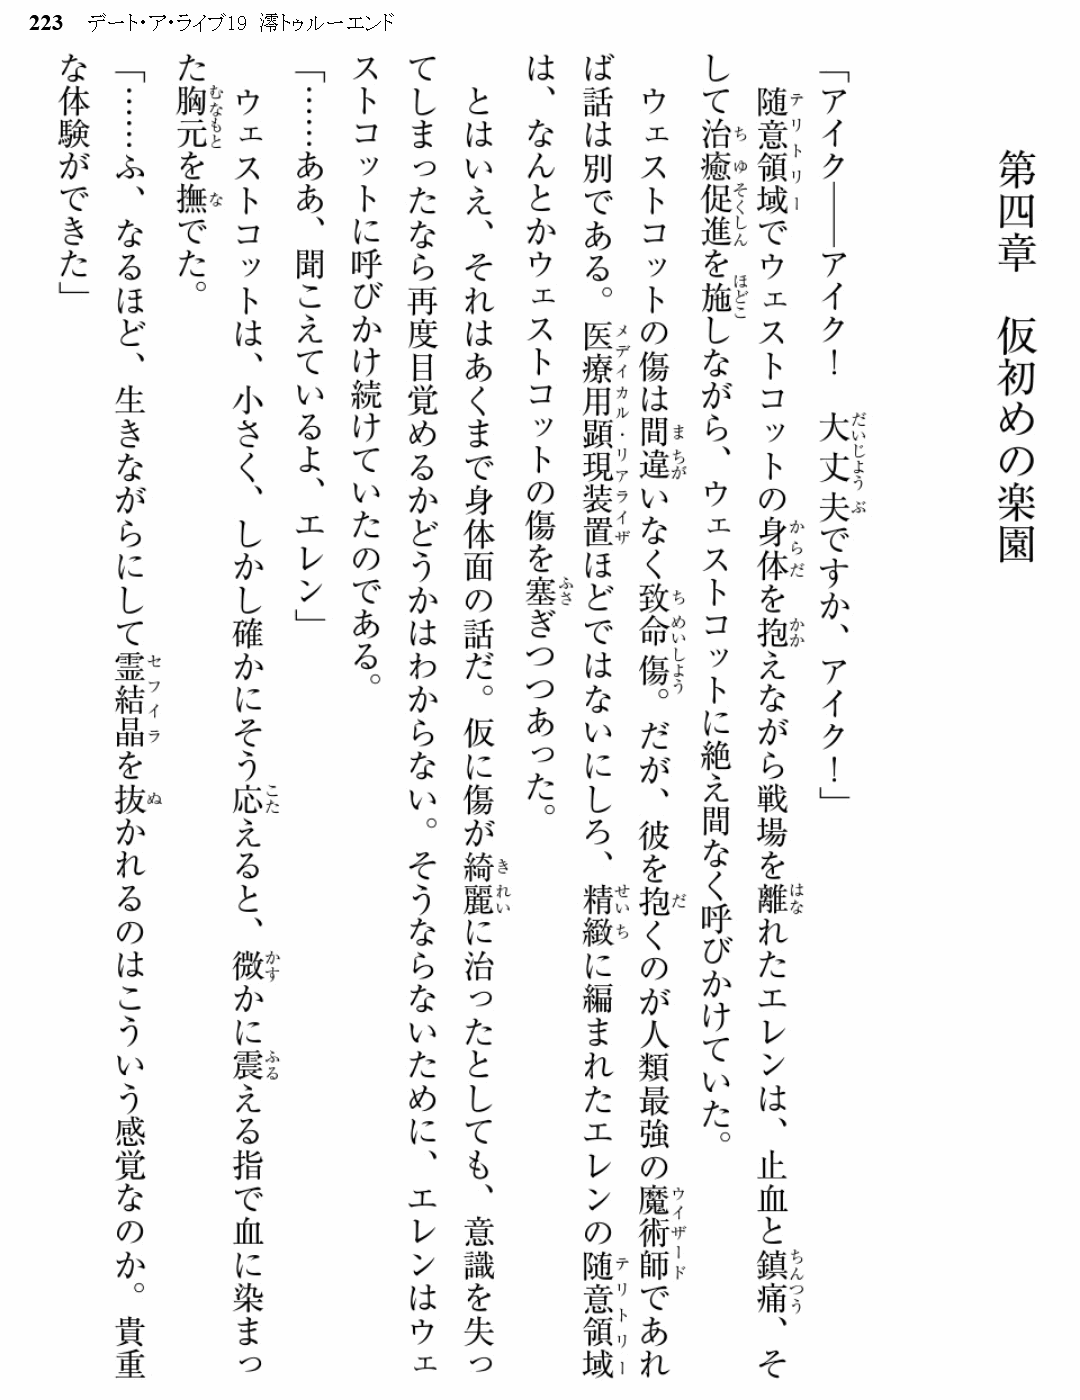 223 デート・ア・ライブ19 澪トゥルーエンド
第四章 仮初めの楽園
「アイク――アイク！ 大丈夫ですか、アイク！」
随意領域でウェストコットの身体を抱えながら戦場を離れたエレンは、止血と鎮痛、そ
して治癒促進を施しながら、ウェストコットに絶え間なく呼びかけていた。
ウェストコットの傷は間違いなく致命傷。だが、彼を抱くのが人類最強の魔術師であれ
ば話は別である。医療用顕現装置ほどではないにしろ、精緻に編まれたエレンの随意領域
は、なんとかウェストコットの傷を塞ぎつつあった。
とはいえ、それはあくまで身体面の話だ。仮に傷が綺麗に治ったとしても、意識を失っ
てしまったなら再度目覚めるかどうかはわからない。そうならないために、エレンはウェ
ストコットに呼びかけ続けていたのである。
「……ああ、聞こえているよ、エレン」
ウェストコットは、小さく、しかし確かにそう応えると、微かに震える指で血に染まっ
た胸元を撫でた。
「……ふ、なるほど、生きながらにして霊結晶を抜かれるのはこういう感覚なのか。貴重
な体験ができた」